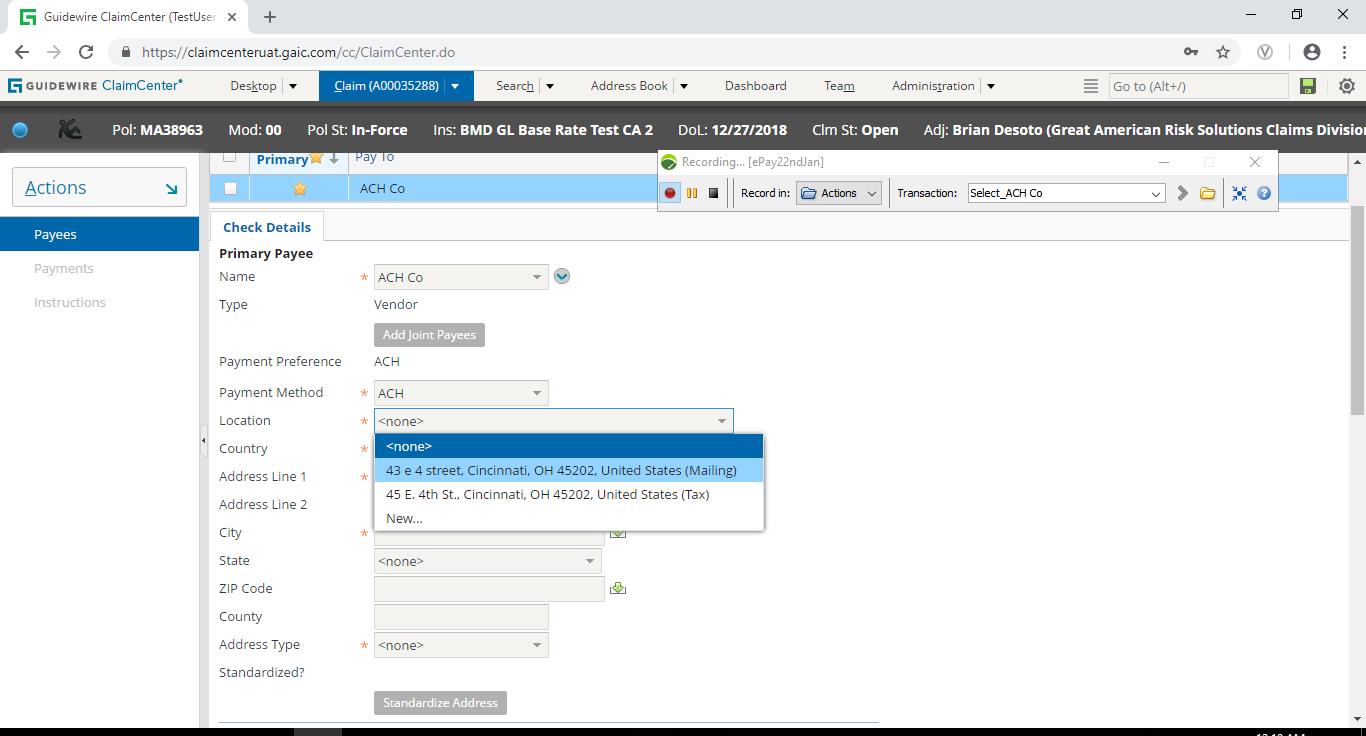 Guidewire ClaimCenter (TestUser
https://claimcenteruat.gaic.com/cc/ClaimCenter.do
GUIDEWIRE ClaimCenter Desktop Claim (A00035288) Search Address Book Dashboard Team Administration Go to (Alt+/)
Pol: MA38963 Mod: 00 Pol St: In-Force Ins: BMD GL Base Rate Test CA 2 DoL: 12/27/2018 Clm St: Open Adj: Brian Desoto (Great American Risk Solutions Claims Divisio
Primary Pay To
Recording... [ePay22ndJan]
Actions
ACH Co
Record in: Actions Transaction: Select_ACH Co
Payees
Payments
Instructions
Check Details
Primary Payee
Name * ACH Co
Type Vendor
Add Joint Payees
Payment Preference ACH
Payment Method * ACH
Location * <none>
Country *
<none>
Address Line 1 *
43 e 4 street, Cincinnati, OH 45202, United States (Mailing)
45 E. 4th St., Cincinnati, OH 45202, United States (Tax)
Address Line 2
New...
City *
State <none>
ZIP Code
County
Address Type * <none>
Standardized?
Standardize Address